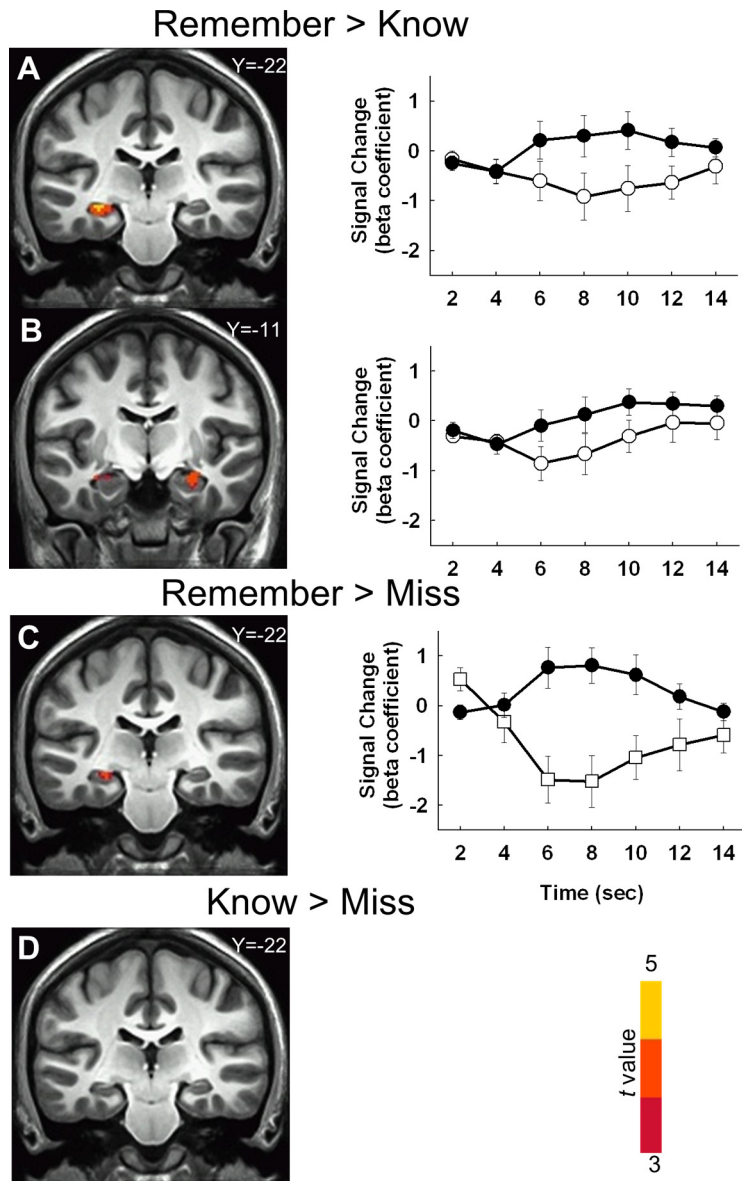 Remember > Know
A
Y=-22
Signal Change
(beta coefficient)
1
0
-1
-2
2 4 6 8 10 12 14
B
Y=-11
Signal Change
(beta coefficient)
1
0
-1
-2
2 4 6 8 10 12 14
Remember > Miss
C
Y=-22
Signal Change
(beta coefficient)
1
0
-1
-2
2 4 6 8 10 12 14
Time (sec)
Know > Miss
D
Y=-22
5
t value
3